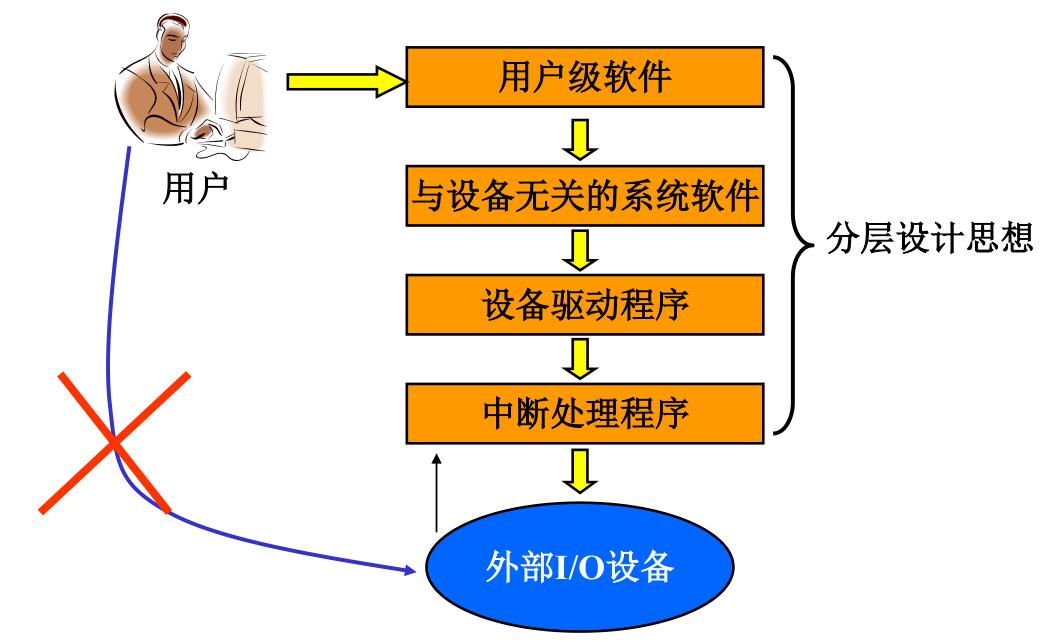 用户级软件
用户
与设备无关的系统软件
分层设计思想
设备驱动程序
中断处理程序
外部I/O设备